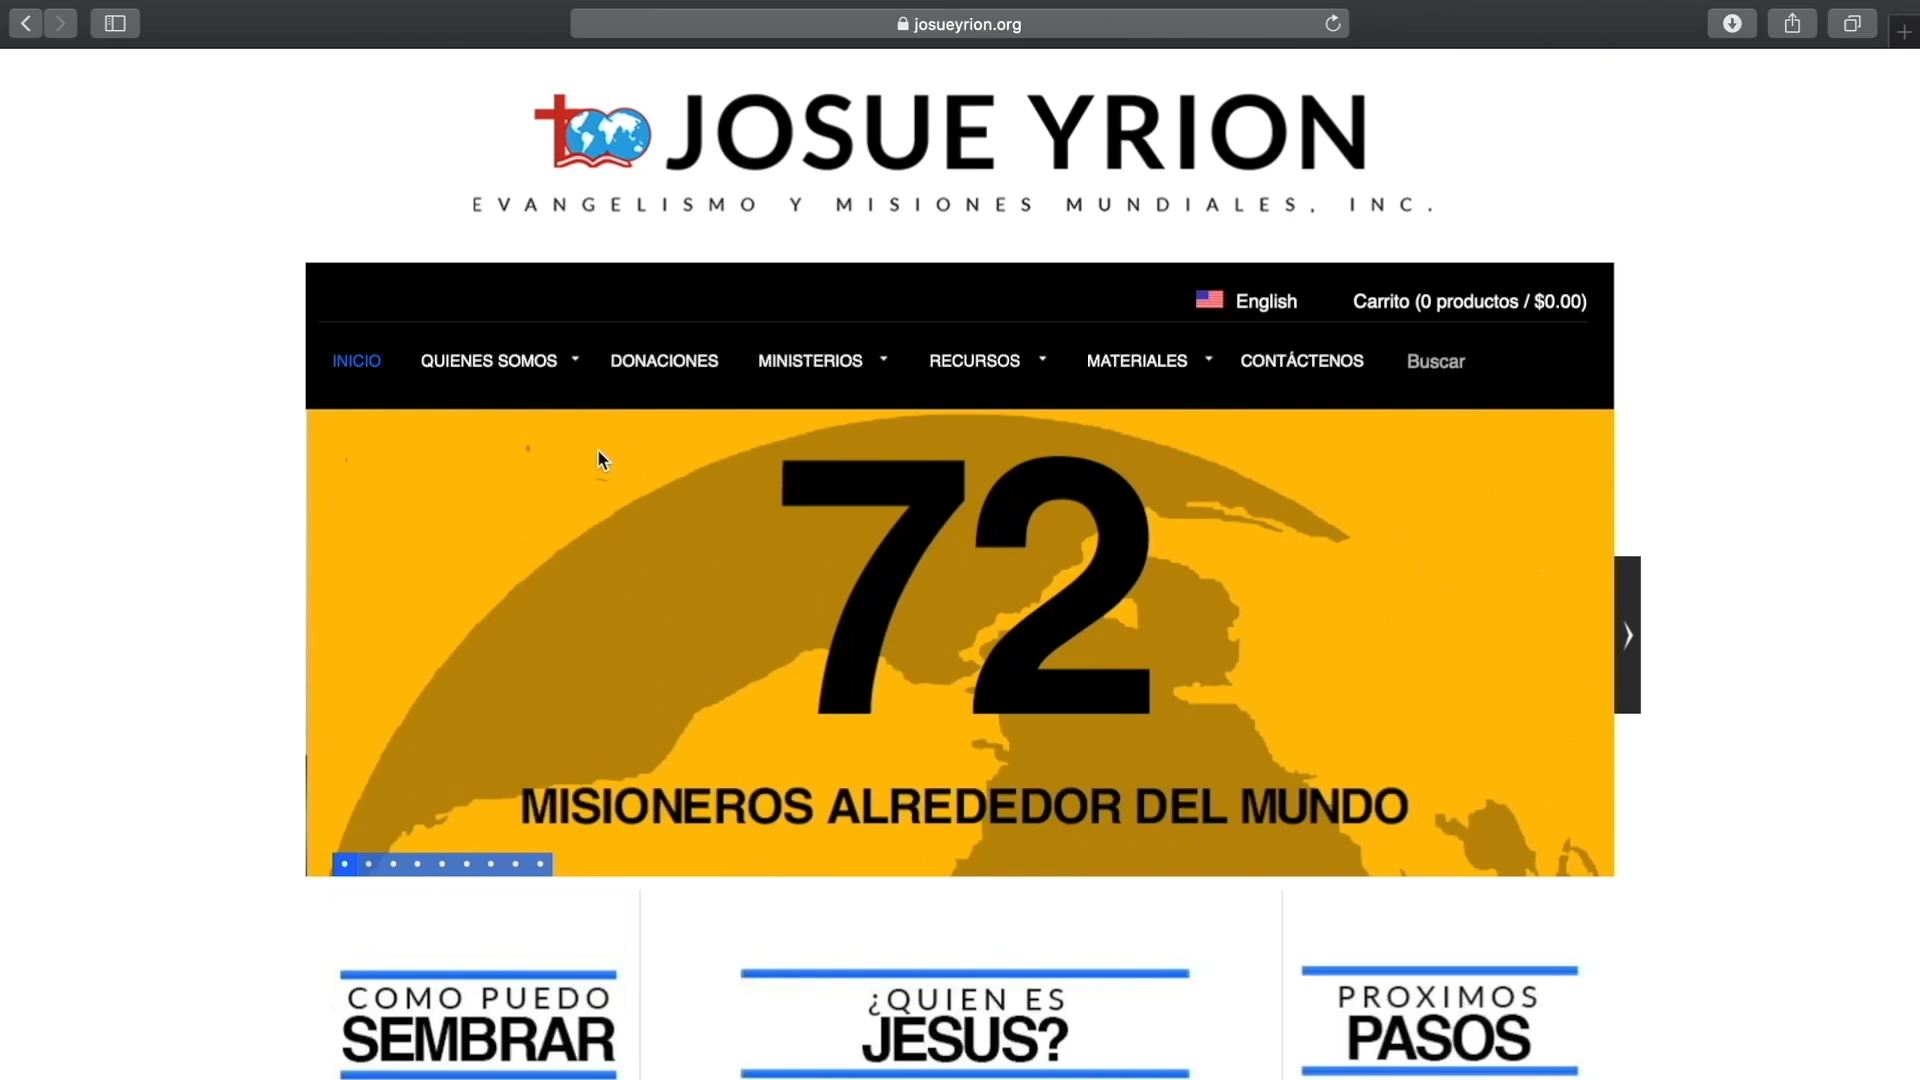 josueyrion.org
JOSUE YRION
EVANGELISMO Y MISIONES MUNDIALES, INC.
English Carrito (0 productos / $0.00)
INICIO QUIENES SOMOS DONACIONES MINISTERIOS RECURSOS MATERIALES CONTÁCTENOS Buscar
72
MISIONEROS ALREDEDOR DEL MUNDO
COMO PUEDO
SEMBRAR
¿QUIEN ES
JESUS?
PROXIMOS
PASOS